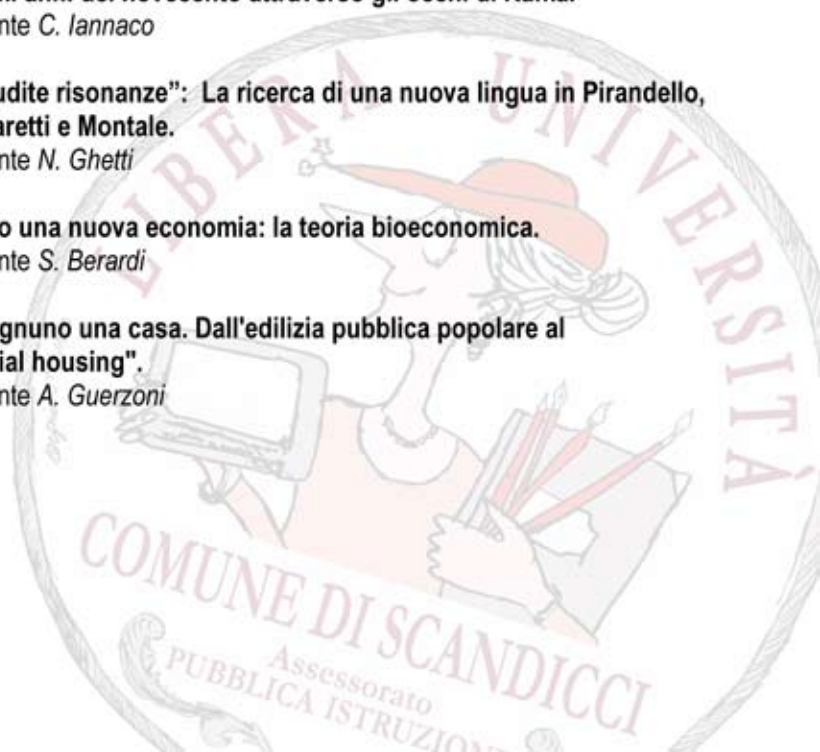 anni del novecento attraverso gli occhi di
nte C. Iannaco
udite risonanze”: La ricerca di una nuova lingua in Pirandello,
aretti e Montale.
nte N. Ghetti
o una nuova economia: la teoria bioeconomica.
nte S. Berardi
gnuno una casa. Dall'edilizia pubblica popolare al
ial housing".
nte A. Guerzoni
LIBERA UNIVERSITÀ
COMUNE DI SCANDICCI
Assessorato
PUBBLICA ISTRUZIONE